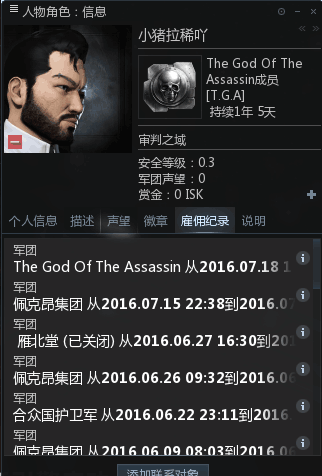 人物角色：信息
小猪拉稀吖
The God Of The
Assassin成员
[T.G.A]
持续1年 5天
审判之域
安全等级：0.3
军团声望：0
赏金：0 ISK
个人信息 描述 声望 徽章 雇佣纪录 说明
军团
The God Of The Assassin 从2016.07.18 1
军团
佩克昂集团 从2016.07.15 22:38到2016.07
军团
雁北堂 (已关闭) 从2016.06.27 16:30到201
军团
佩克昂集团 从2016.06.26 09:32到2016.
军团
合众国护卫军 从2016.06.22 23:11到2016.
军团
佩克昂集团 从2016.06.09 08:03到2016.
添加联系对象